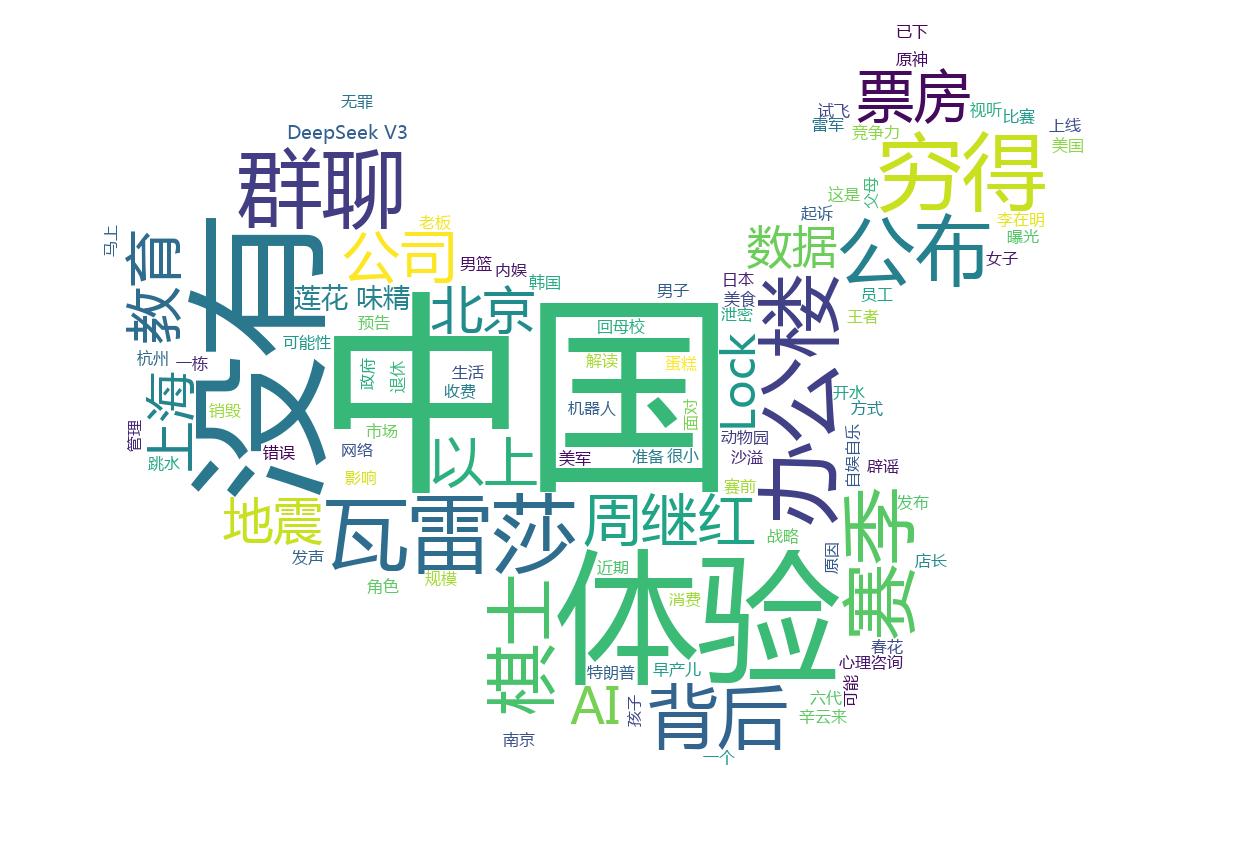 已下
原神
票房
试飞
视听
比赛
雷军
竞争力
上线
美国
无罪
DeepSeek V3
群聊
穷得
父母
这是
起诉
李在明
老板
曝光
公司
数据
公布
女子
马上
教育
没有
男篮
内娱
韩国
日本
男子
美食
员工
莲花
味精
北京
泄密
王者
预告
回母校
可能性
中国
办公楼
杭州
一栋
政府
退休
生活
收费
解读
蛋糕
Lock
上海
销毁
机器人
面对
开水
方式
管理
市场
动物园
自娱自乐
跳水
错误
网络
以上
美军
准备
很小
沙溢
辟谣
影响
赛前
地震
瓦雷莎
周继红
赛季
发布
战略
发声
原因
店长
角色
规模
近期
体验
棋士
消费
春花
心理咨询
特朗普
早产儿
可能
AI
孩子
背后
六代
辛云来
南京
一个